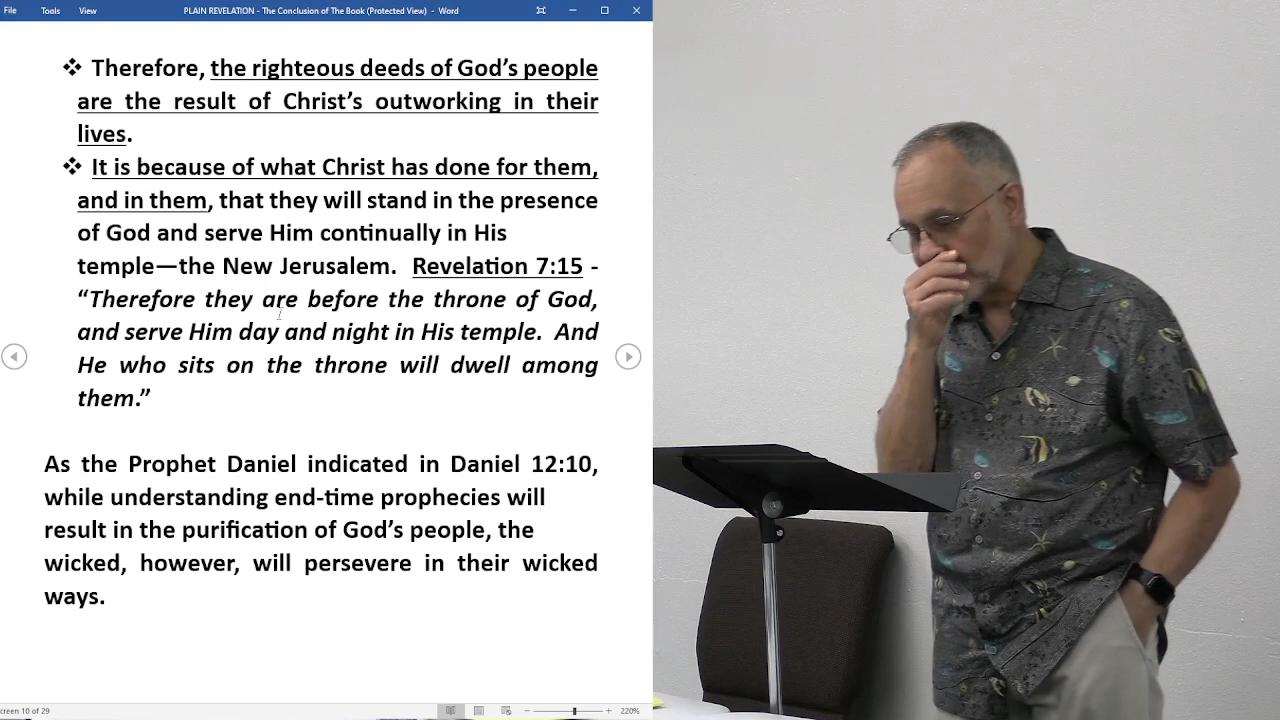 File Tools View PLAIN REVELATION - The Conclusion of The Book (Protected View) - Word
❖ Therefore, the righteous deeds of God’s people
are the result of Christ’s outworking in their
lives.
❖ It is because of what Christ has done for them,
and in them, that they will stand in the presence
of God and serve Him continually in His
temple—the New Jerusalem. Revelation 7:15 -
“Therefore they are before the throne of God,
and serve Him day and night in His temple. And
He who sits on the throne will dwell among
them.”
As the Prophet Daniel indicated in Daniel 12:10,
while understanding end-time prophecies will
result in the purification of God’s people, the
wicked, however, will persevere in their wicked
ways.
creen 10 of 29 220%